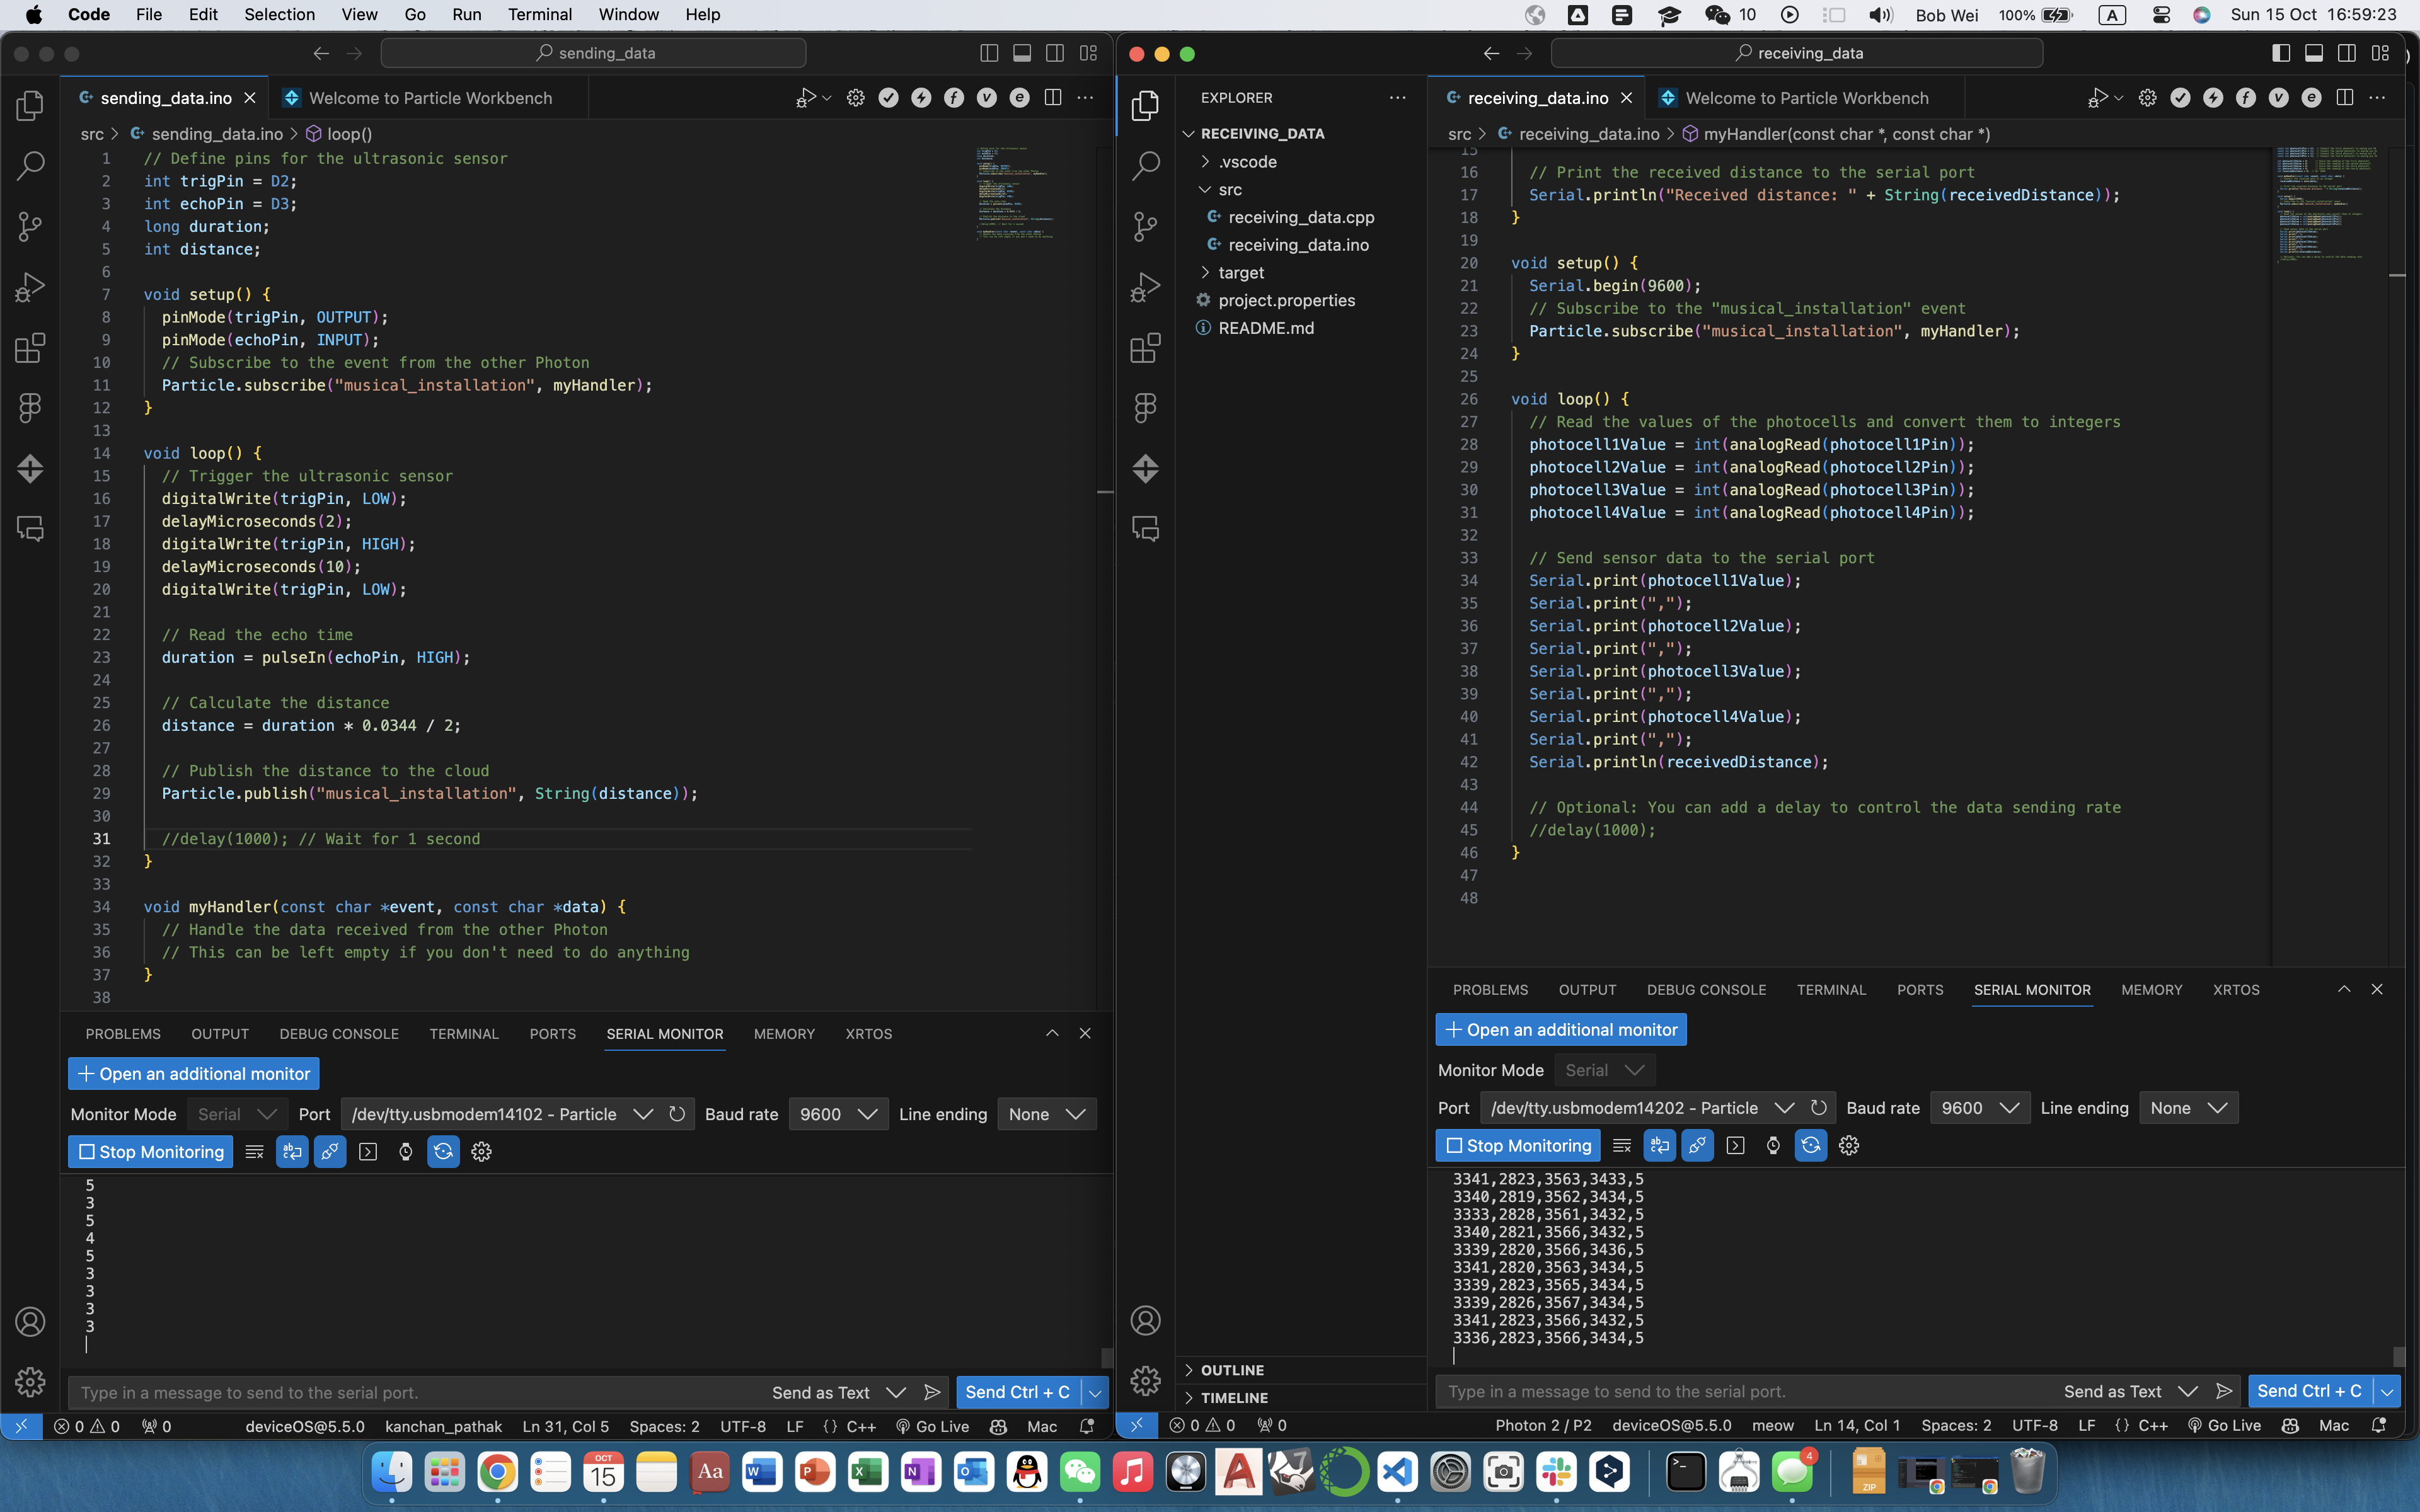 Code File Edit Selection View Go Run Terminal Window Help 10 Bob Wei 100% A Sun 15 Oct 16:59:23
sending_data
sending_data.ino Welcome to Particle Workbench
src > sending_data.ino > loop()
1 // Define pins for the ultrasonic sensor
2 int trigPin = D2;
3 int echoPin = D3;
4 long duration;
5 int distance;
6
7 void setup() {
8 pinMode(trigPin, OUTPUT);
9 pinMode(echoPin, INPUT);
10 // Subscribe to the event from the other Photon
11 Particle.subscribe("musical_installation", myHandler);
12 }
13
14 void loop() {
15 // Trigger the ultrasonic sensor
16 digitalWrite(trigPin, LOW);
17 delayMicroseconds(2);
18 digitalWrite(trigPin, HIGH);
19 delayMicroseconds(10);
20 digitalWrite(trigPin, LOW);
21
22 // Read the echo time
23 duration = pulseIn(echoPin, HIGH);
24
25 // Calculate the distance
26 distance = duration * 0.0344 / 2;
27
28 // Publish the distance to the cloud
29 Particle.publish("musical_installation", String(distance));
30
31 //delay(1000); // Wait for 1 second
32 }
33
34 void myHandler(const char *event, const char *data) {
35 // Handle the data received from the other Photon
36 // This can be left empty if you don't need to do anything
37 }
38
PROBLEMS OUTPUT DEBUG CONSOLE TERMINAL PORTS SERIAL MONITOR MEMORY XRTOS
Open an additional monitor
Monitor Mode Serial Port /dev/tty.usbmodem14102 - Particle Baud rate 9600 Line ending None
Stop Monitoring
5
3
5
4
5
3
3
3
3
Type in a message to send to the serial port. Send as Text Send Ctrl + C
0 0 0 deviceOS@5.5.0 kanchan_pathak Ln 31, Col 5 Spaces: 2 UTF-8 LF {} C++ Go Live Mac
receiving_data
EXPLORER
RECEIVING_DATA
.vscode
src
receiving_data.cpp
receiving_data.ino
target
project.properties
README.md
OUTLINE
TIMELINE
receiving_data.ino Welcome to Particle Workbench
src > receiving_data.ino > myHandler(const char *, const char *)
15
16 // Print the received distance to the serial port
17 Serial.println("Received distance: " + String(receivedDistance));
18 }
19
20 void setup() {
21 Serial.begin(9600);
22 // Subscribe to the "musical_installation" event
23 Particle.subscribe("musical_installation", myHandler);
24 }
25
26 void loop() {
27 // Read the values of the photocells and convert them to integers
28 photocell1Value = int(analogRead(photocell1Pin));
29 photocell2Value = int(analogRead(photocell2Pin));
30 photocell3Value = int(analogRead(photocell3Pin));
31 photocell4Value = int(analogRead(photocell4Pin));
32
33 // Send sensor data to the serial port
34 Serial.print(photocell1Value);
35 Serial.print(",");
36 Serial.print(photocell2Value);
37 Serial.print(",");
38 Serial.print(photocell3Value);
39 Serial.print(",");
40 Serial.print(photocell4Value);
41 Serial.print(",");
42 Serial.println(receivedDistance);
43
44 // Optional: You can add a delay to control the data sending rate
45 //delay(1000);
46 }
47
48
PROBLEMS OUTPUT DEBUG CONSOLE TERMINAL PORTS SERIAL MONITOR MEMORY XRTOS
Open an additional monitor
Monitor Mode Serial
Port /dev/tty.usbmodem14202 - Particle Baud rate 9600 Line ending None
Stop Monitoring
3341,2823,3563,3433,5
3340,2819,3562,3434,5
3333,2828,3561,3432,5
3340,2821,3566,3432,5
3339,2820,3566,3436,5
3341,2820,3563,3434,5
3339,2823,3565,3434,5
3339,2826,3567,3434,5
3341,2823,3566,3432,5
3336,2823,3566,3434,5
Type in a message to send to the serial port. Send as Text Send Ctrl + C
0 0 0 Photon 2 / P2 deviceOS@5.5.0 meow Ln 14, Col 1 Spaces: 2 UTF-8 LF {} C++ Go Live Mac
OCT
15
Aa
4
ZIP